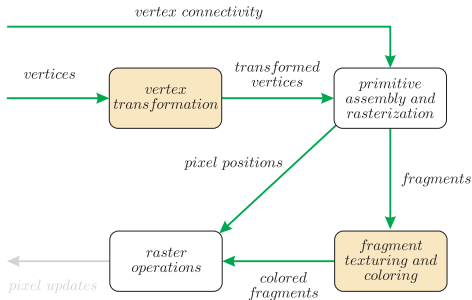 vertex connectivity
vertices
vertex
transformation
transformed
vertices
primitive
assembly and
rasterization
pixel positions
fragments
raster
operations
fragment
texturing and
coloring
colored
fragments
pixel updates